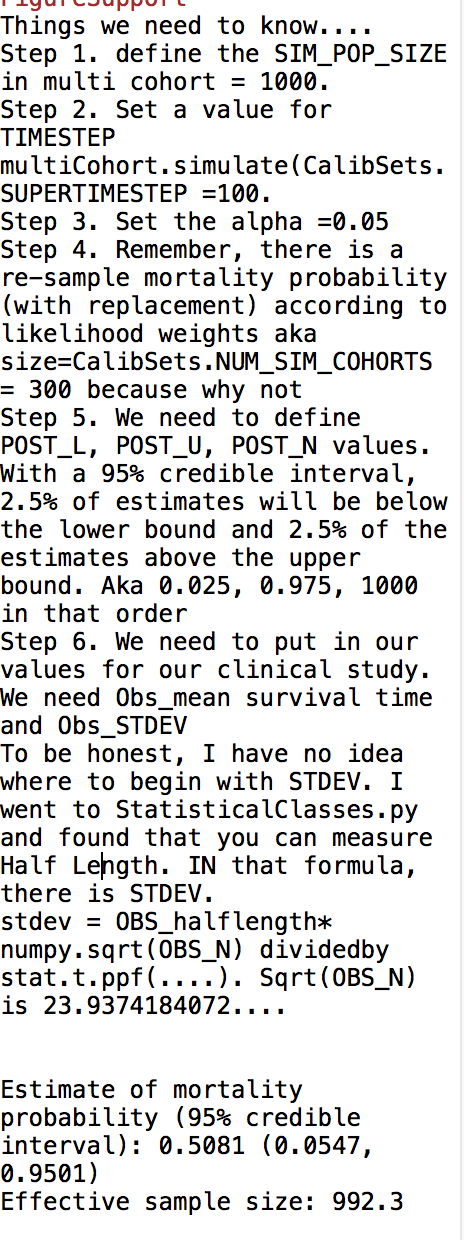 FigureSupport
Things we need to know....
Step 1. define the SIM_POP_SIZE
in multi cohort = 1000.
Step 2. Set a value for
TIMESTEP
multiCohort.simulate(CalibSets.
SUPERTIMESTEP =100.
Step 3. Set the alpha =0.05
Step 4. Remember, there is a
re-sample mortality probability
(with replacement) according to
likelihood weights aka
size=CalibSets.NUM_SIM_COHORTS
= 300 because why not
Step 5. We need to define
POST_L, POST_U, POST_N values.
With a 95% credible interval,
2.5% of estimates will be below
the lower bound and 2.5% of the
estimates above the upper
bound. Aka 0.025, 0.975, 1000
in that order
Step 6. We need to put in our
values for our clinical study.
We need Obs_mean survival time
and Obs_STDEV
To be honest, I have no idea
where to begin with STDEV. I
went to StatisticalClasses.py
and found that you can measure
Half Length. IN that formula,
there is STDEV.
stdev = OBS_halflength*
numpy.sqrt(OBS_N) dividedby
stat.t.ppf(....). Sqrt(OBS_N)
is 23.9374184072....
Estimate of mortality
probability (95% credible
interval): 0.5081 (0.0547,
0.9501)
Effective sample size: 992.3